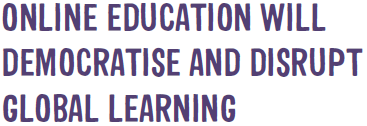 ONLINE EDUCATION WILL
DEMOCRATISE AND DISRUPT
GLOBAL LEARNING